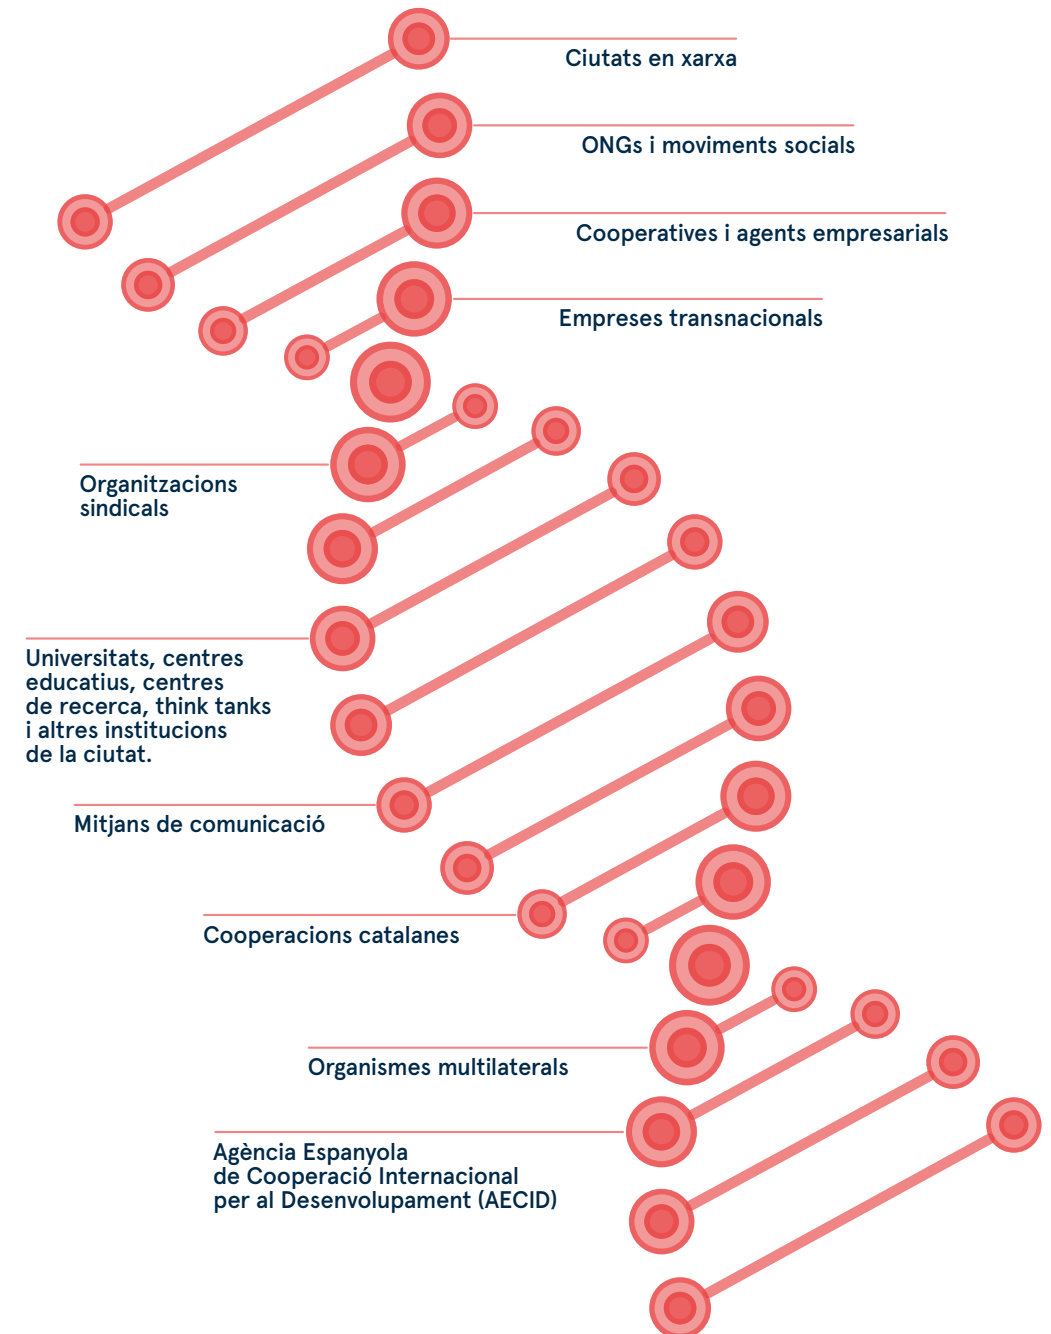 Ciutats en xarxa
ONGs i moviments socials
Cooperatives i agents empresarials
Empreses transnacionals
Organitzacions
sindicals
Universitats, centres
educatius, centres
de recerca, think tanks
i altres institucions
de la ciutat.
Mitjans de comunicació
Cooperacions catalanes
Organismes multilaterals
Agència Espanyola
de Cooperació Internacional
per al Desenvolupament (AECID)